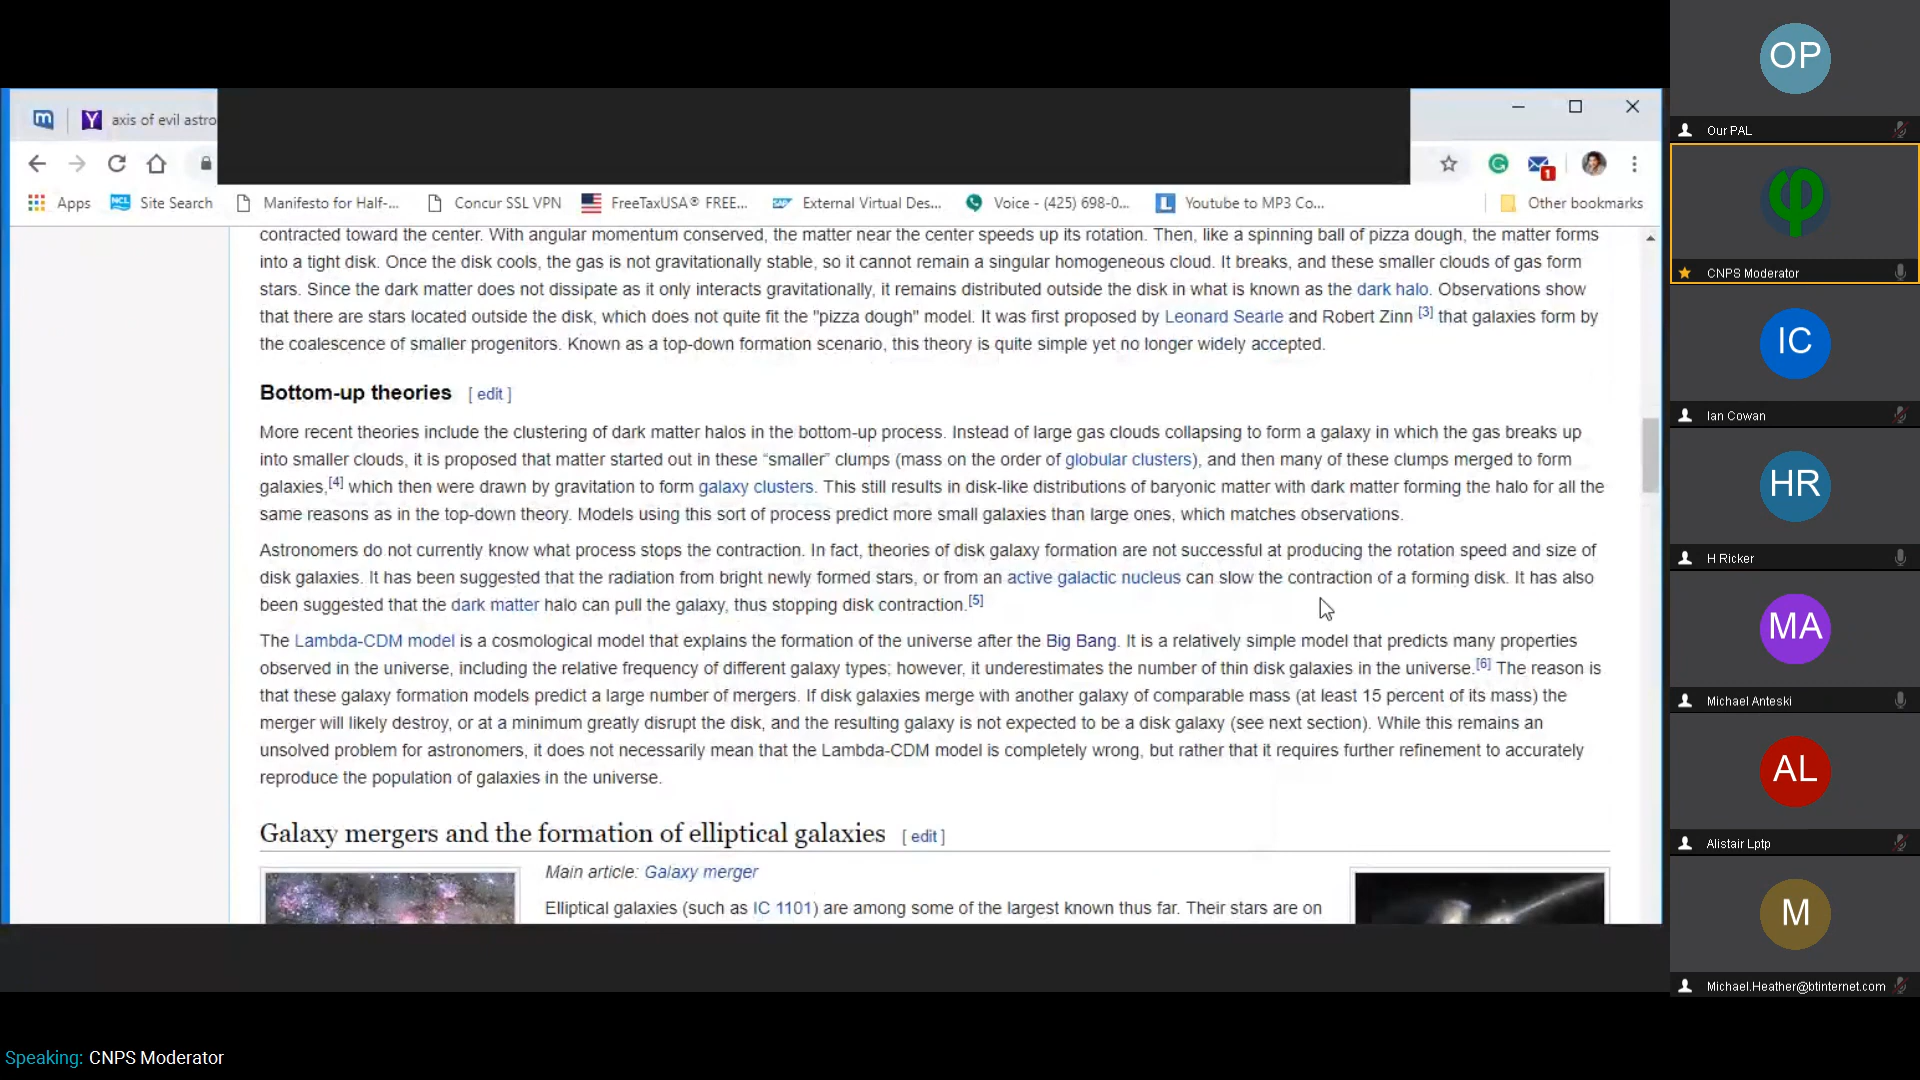 axis of evil astro
1
Apps
Site Search
Manifesto for Half-...
Concur SSL VPN
FreeTaxUSA® FREE...
External Virtual Des...
Voice - (425) 698-0...
Youtube to MP3 Co...
Other bookmarks
contracted toward the center. With angular momentum conserved, the matter near the center speeds up its rotation. Then, like a spinning ball of pizza dough, the matter forms
into a tight disk. Once the disk cools, the gas is not gravitationally stable, so it cannot remain a singular homogeneous cloud. It breaks, and these smaller clouds of gas form
stars. Since the dark matter does not dissipate as it only interacts gravitationally, it remains distributed outside the disk in what is known as the dark halo. Observations show
that there are stars located outside the disk, which does not quite fit the "pizza dough" model. It was first proposed by Leonard Searle and Robert Zinn [3] that galaxies form by
the coalescence of smaller progenitors. Known as a top-down formation scenario, this theory is quite simple yet no longer widely accepted.
Bottom-up theories [ edit ]
More recent theories include the clustering of dark matter halos in the bottom-up process. Instead of large gas clouds collapsing to form a galaxy in which the gas breaks up
into smaller clouds, it is proposed that matter started out in these “smaller” clumps (mass on the order of globular clusters), and then many of these clumps merged to form
galaxies,[4] which then were drawn by gravitation to form galaxy clusters. This still results in disk-like distributions of baryonic matter with dark matter forming the halo for all the
same reasons as in the top-down theory. Models using this sort of process predict more small galaxies than large ones, which matches observations.
Astronomers do not currently know what process stops the contraction. In fact, theories of disk galaxy formation are not successful at producing the rotation speed and size of
disk galaxies. It has been suggested that the radiation from bright newly formed stars, or from an active galactic nucleus can slow the contraction of a forming disk. It has also
been suggested that the dark matter halo can pull the galaxy, thus stopping disk contraction.[5]
The Lambda-CDM model is a cosmological model that explains the formation of the universe after the Big Bang. It is a relatively simple model that predicts many properties
observed in the universe, including the relative frequency of different galaxy types; however, it underestimates the number of thin disk galaxies in the universe.[6] The reason is
that these galaxy formation models predict a large number of mergers. If disk galaxies merge with another galaxy of comparable mass (at least 15 percent of its mass) the
merger will likely destroy, or at a minimum greatly disrupt the disk, and the resulting galaxy is not expected to be a disk galaxy (see next section). While this remains an
unsolved problem for astronomers, it does not necessarily mean that the Lambda-CDM model is completely wrong, but rather that it requires further refinement to accurately
reproduce the population of galaxies in the universe.
Galaxy mergers and the formation of elliptical galaxies [ edit ]
Main article: Galaxy merger
Elliptical galaxies (such as IC 1101) are among some of the largest known thus far. Their stars are on
OP
Our PAL
CNPS Moderator
IC
Ian Cowan
HR
H Ricker
MA
Michael Anteski
AL
Alistair Lptp
M
Michael.Heather@btinternet.com
Speaking: CNPS Moderator